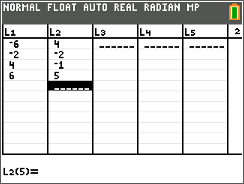 NORMAL FLOAT AUTO REAL RADIAN MP
L1 L2 L3 L4 L5 2
-6 4 ------ ------ ------
-2 -2
4 -1
6 5
------ ------
L2(5)=